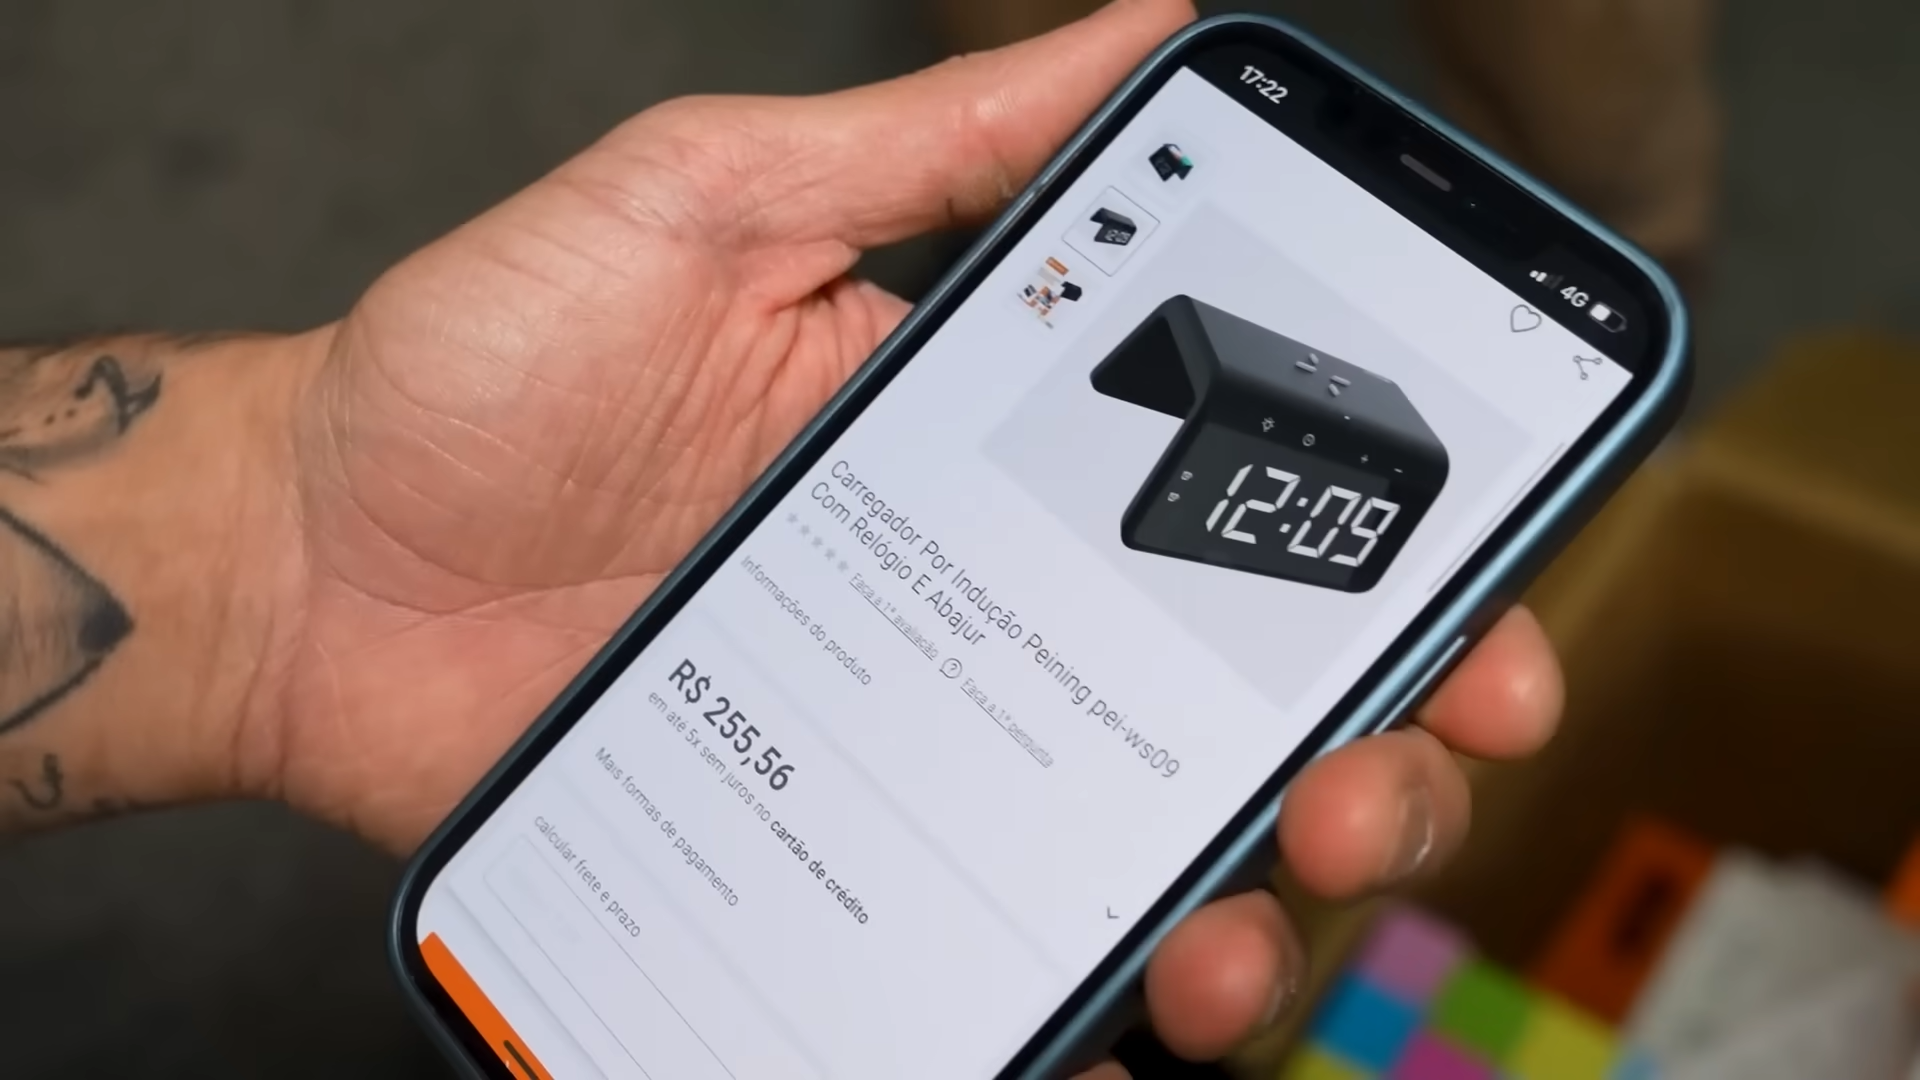 17:22
4G
12:09
Carregador Por Indução Peining pei-ws09
Com Relógio E Abajur
Faça a 1ª avaliação
Faça a 1ª pergunta
Informações do produto
R$ 255,56
em até 5x sem juros no cartão de crédito
Mais formas de pagamento
calcular frete e prazo